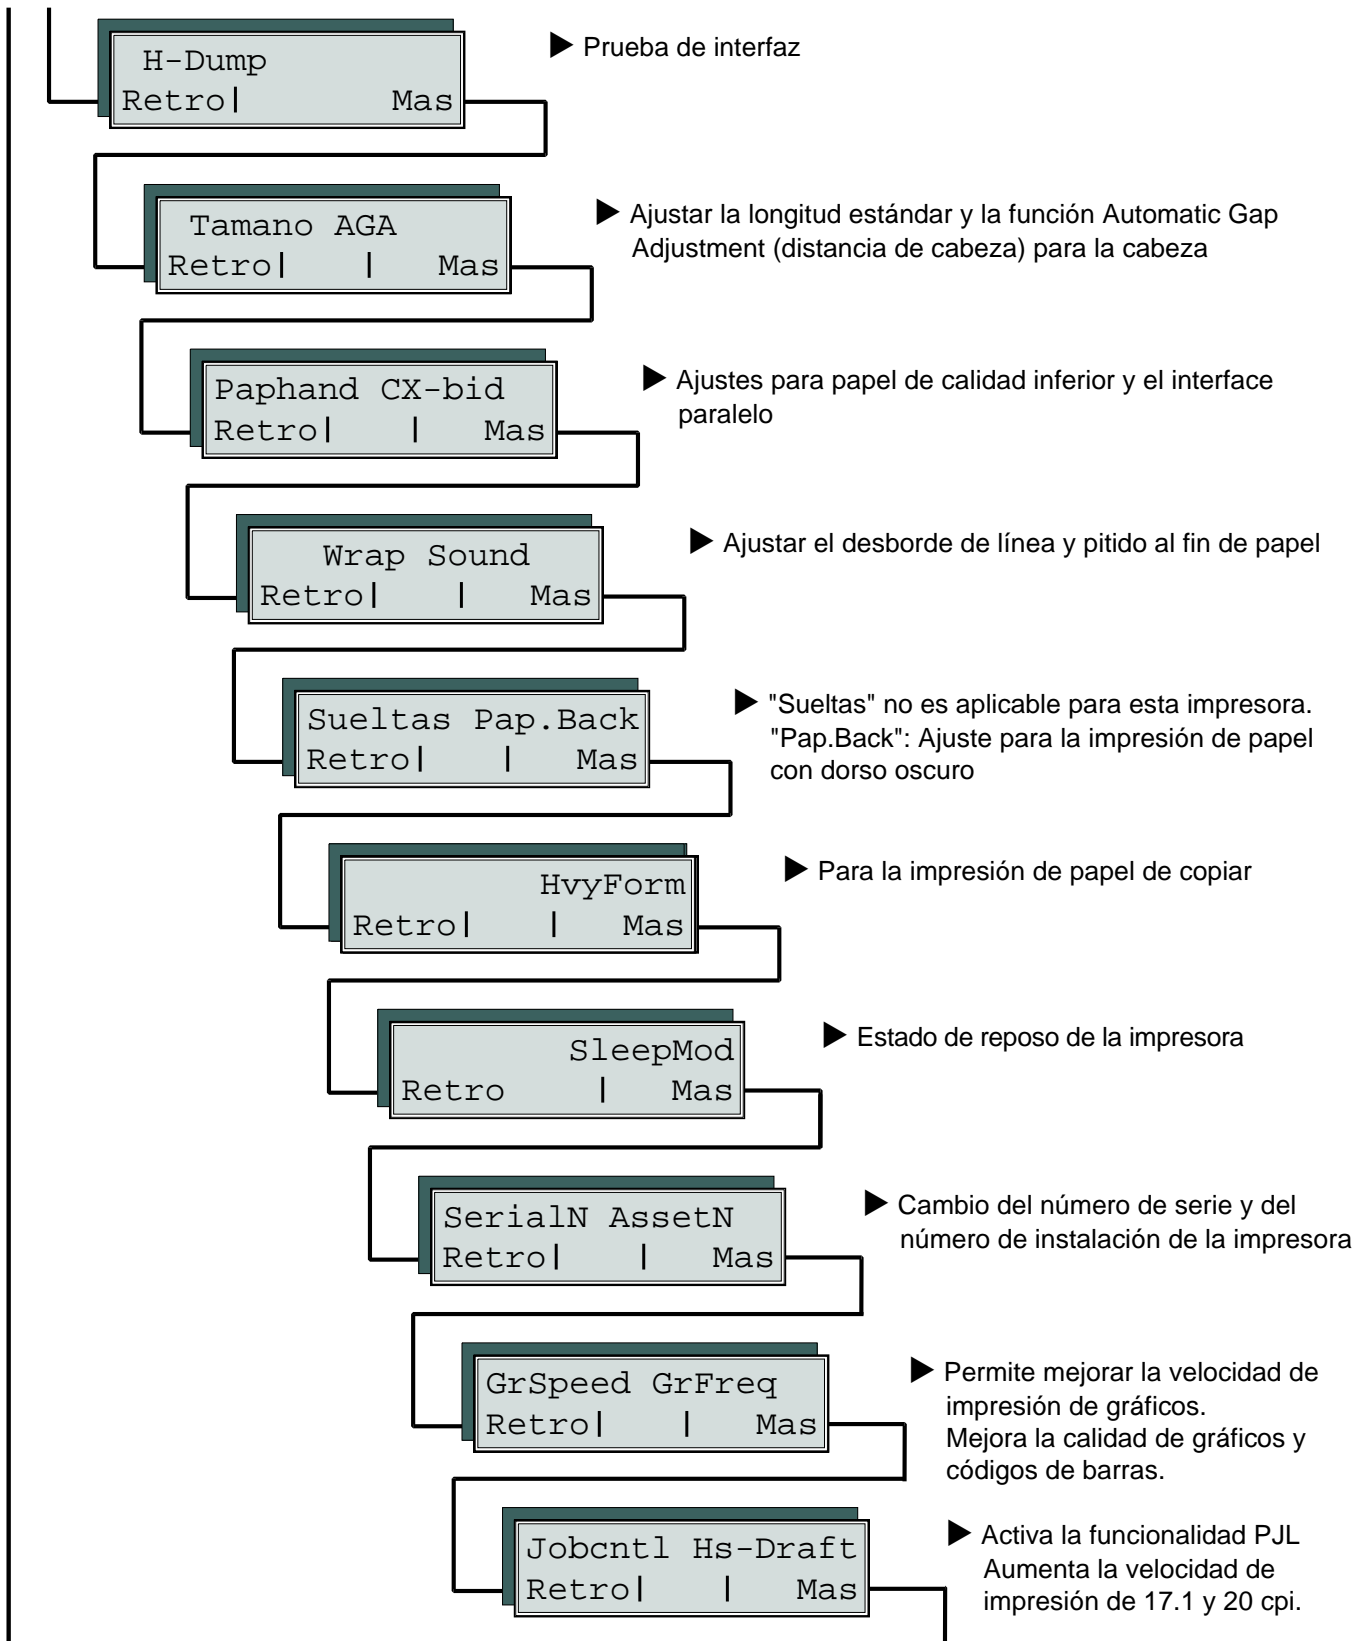 H-Dump
Retro| Mas
▶ Prueba de interfaz
Tamano AGA
Retro| | Mas
▶ Ajustar la longitud estándar y la función Automatic Gap
Adjustment (distancia de cabeza) para la cabeza
Paphand CX-bid
Retro| | Mas
▶ Ajustes para papel de calidad inferior y el interface
paralelo
Wrap Sound
Retro| | Mas
▶ Ajustar el desborde de línea y pitido al fin de papel
Sueltas Pap.Back
Retro| | Mas
▶ "Sueltas" no es aplicable para esta impresora.
"Pap.Back": Ajuste para la impresión de papel
con dorso oscuro
HvyForm
Retro| | Mas
▶ Para la impresión de papel de copiar
SleepMod
Retro | Mas
▶ Estado de reposo de la impresora
SerialN AssetN
Retro| | Mas
▶ Cambio del número de serie y del
número de instalación de la impresora
GrSpeed GrFreq
Retro| | Mas
▶ Permite mejorar la velocidad de
impresión de gráficos.
Mejora la calidad de gráficos y
códigos de barras.
Jobcntl Hs-Draft
Retro| | Mas
▶ Activa la funcionalidad PJL
Aumenta la velocidad de
impresión de 17.1 y 20 cpi.